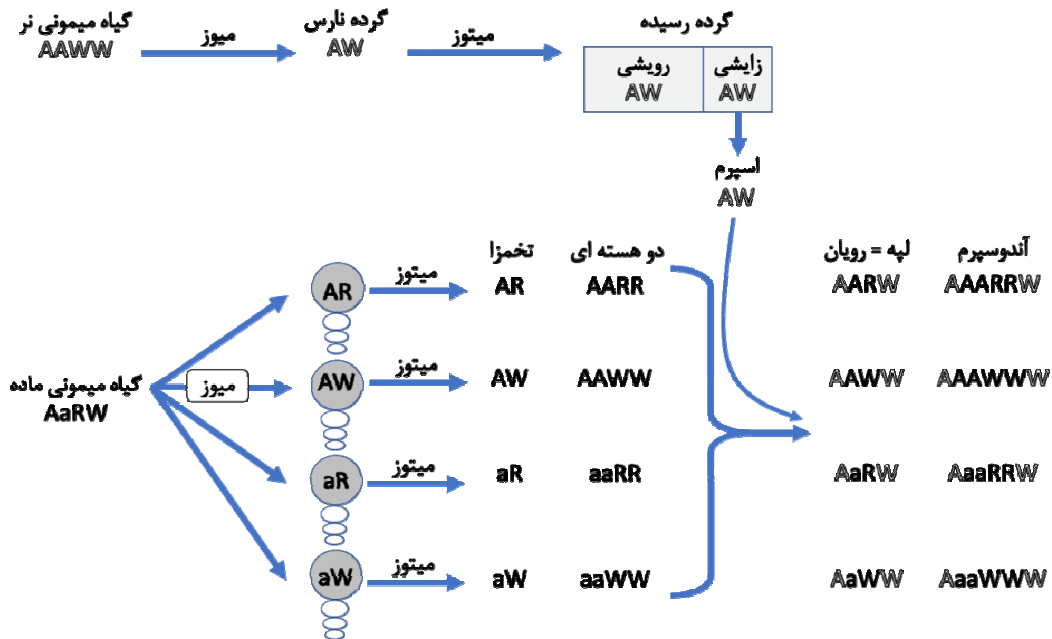 گیاه میمونی نر
AAWW
میوز
گرده نارس
AW
میتوز
گرده رسیده
رویشی
AW
زایشی
AW
اسپرم
AW
تخمزا
دو هسته ای
لپه = رویان
آندوسپرم
گیاه میمونی ماده
AaRW
میوز
AR
میتوز
AR
AARR
AARW
AAARRW
AW
میتوز
AW
AAWW
AAWW
AAAWWW
aR
میتوز
aR
aaRR
AaRW
AaaRRW
aW
میتوز
aW
aaWW
AaWW
AaaWWW